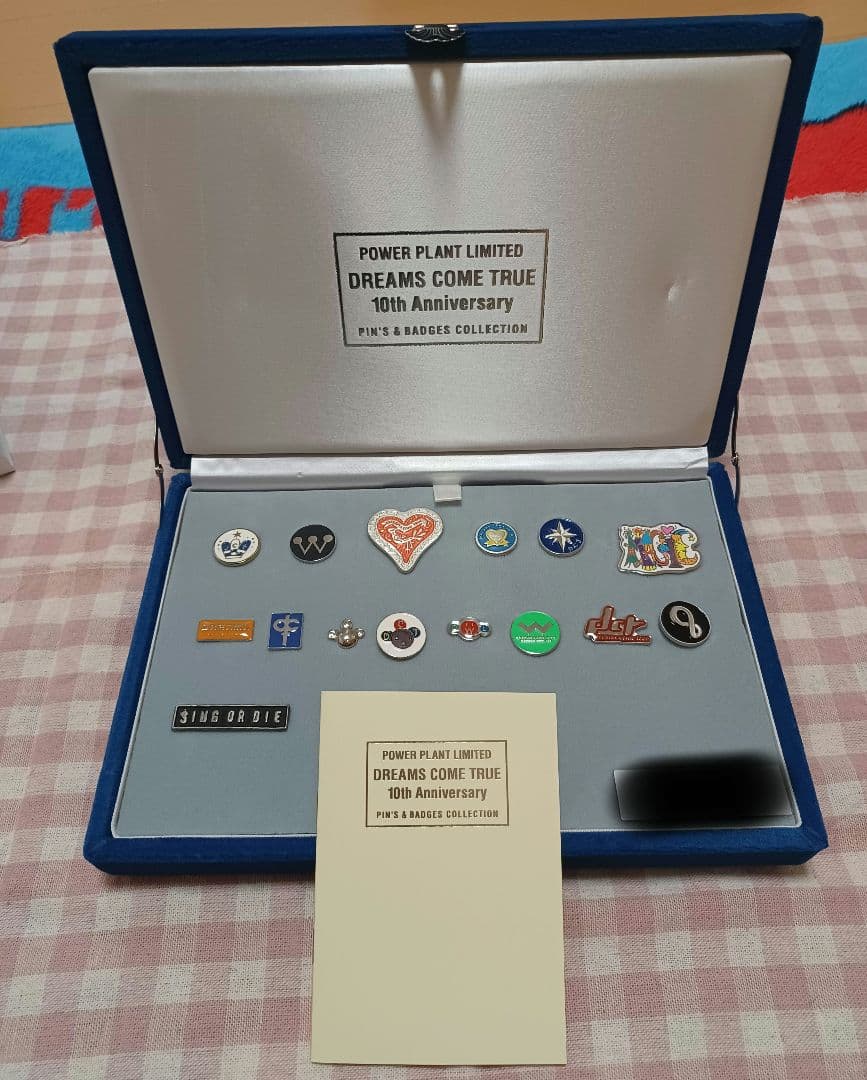 POWER PLANT LIMITED
DREAMS COME TRUE
10th Anniversary
PIN'S & BADGES COLLECTION
W
MAGIC
SING OR DIE
POWER PLANT LIMITED
DREAMS COME TRUE
10th Anniversary
PIN'S & BADGES COLLECTION